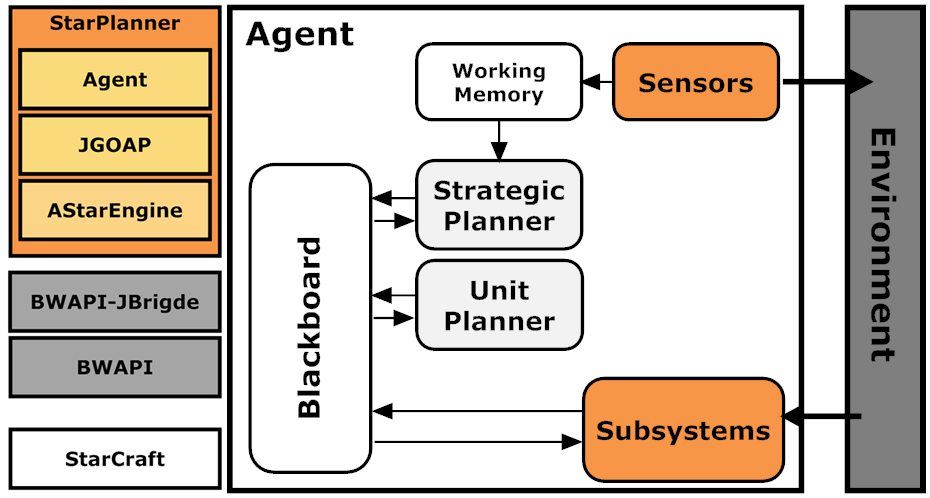 StarPlanner
Agent
JGOAP
AStarEngine
BWAPI-JBrigde
BWAPI
StarCraft
Agent
Working
Memory
Sensors
Strategic
Planner
Unit
Planner
Blackboard
Subsystems
Environment